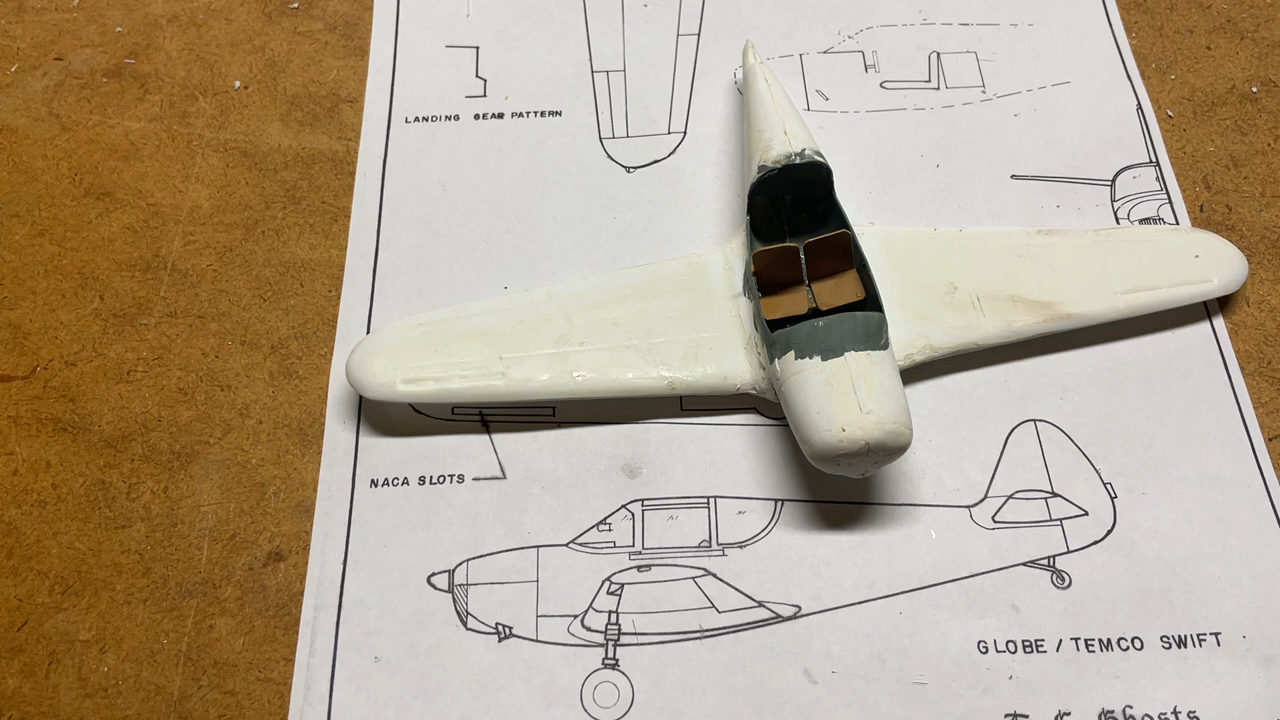 LANDING GEAR PATTERN
NACA SLOTS
GLOBE / TEMCO SWIFT